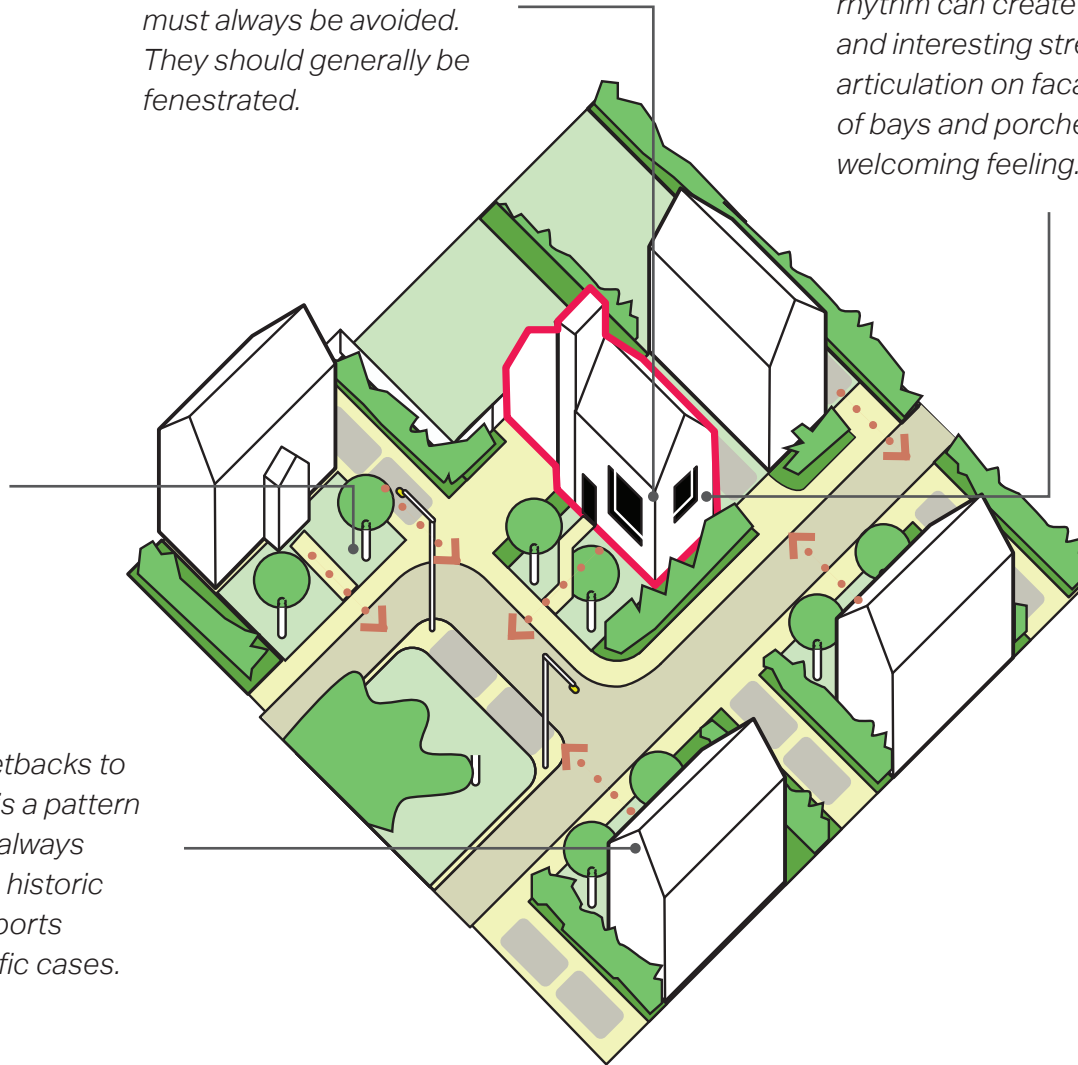 must always be avoided.
They should generally be
fenestrated.
rhythm can create
and interesting stre
articulation on faca
of bays and porche
welcoming feeling.
etbacks to
is a pattern
always
historic
ports
fic cases.